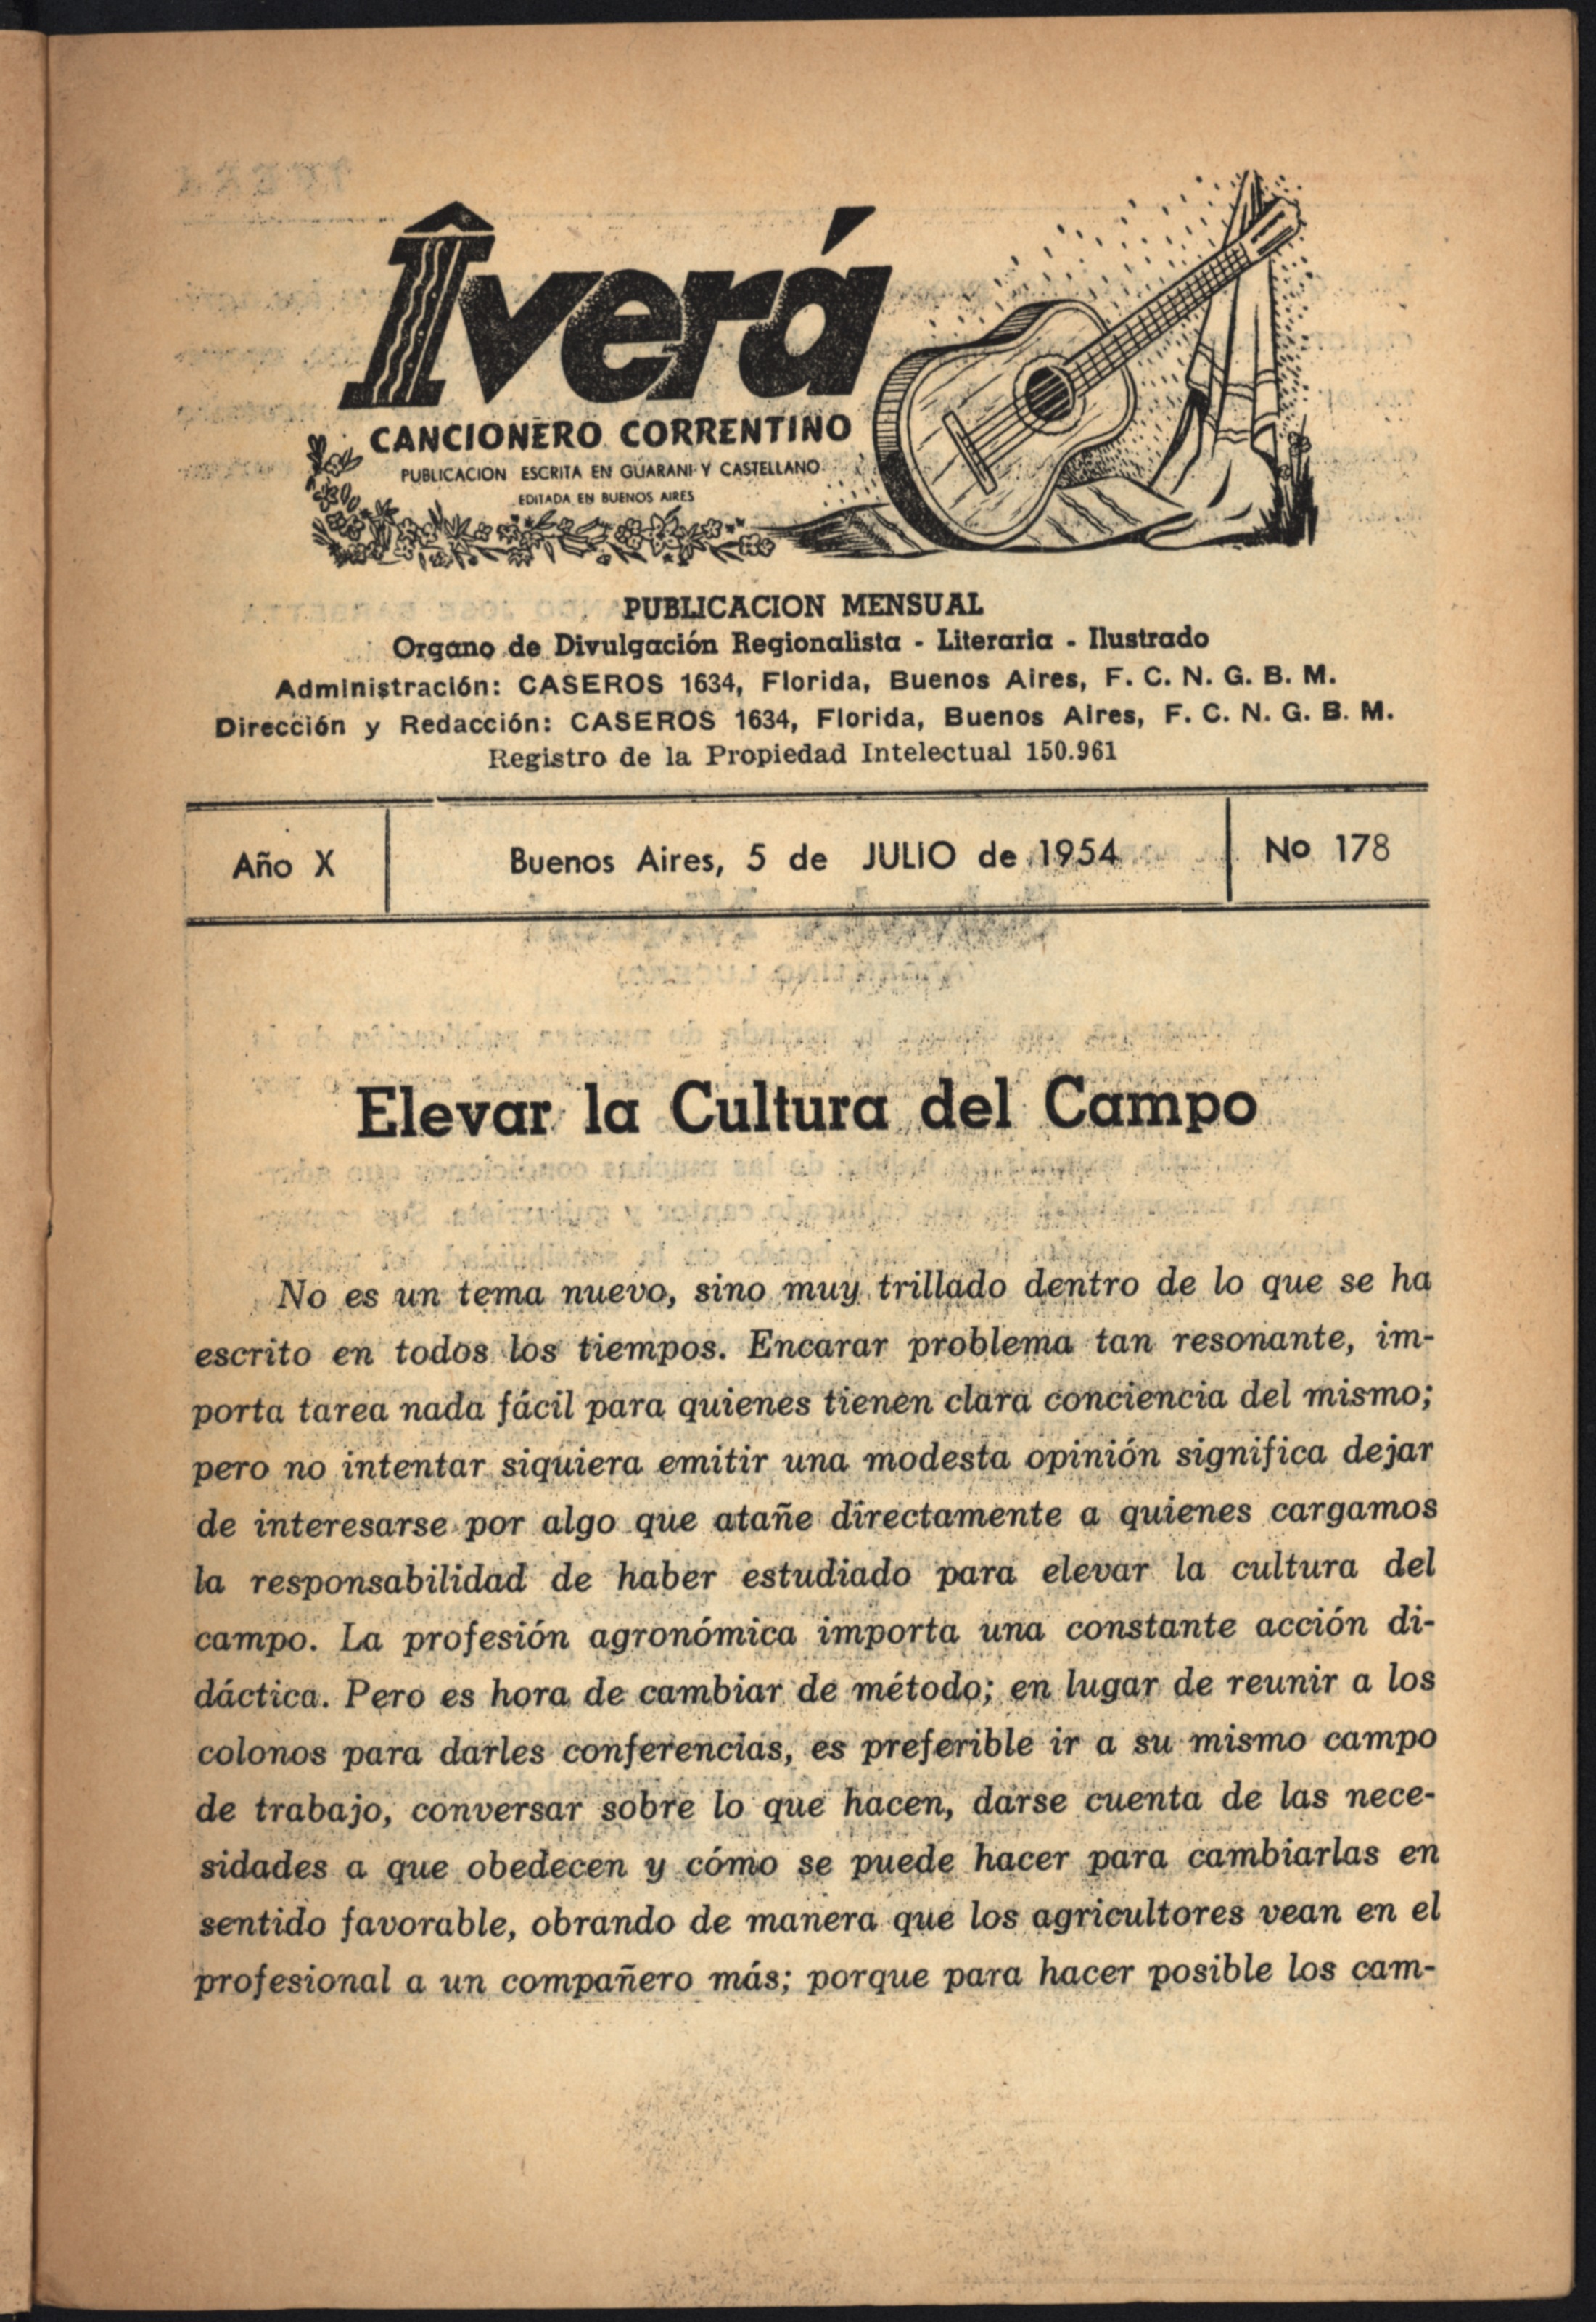 Îverá
CANCIONERO CORRENTINO
PUBLICACION ESCRITA EN GUARANI Y CASTELLANO
EDITADA EN BUENOS AIRES
PUBLICACION MENSUAL
Organo de Divulgación Regionalista - Literaria - Ilustrado
Administración: CASEROS 1634, Florida, Buenos Aires, F. C. N. G. B. M.
Dirección y Redacción: CASEROS 1634, Florida, Buenos Aires, F. C. N. G. B. M.
Registro de la Propiedad Intelectual 150.961
Año X
Buenos Aires, 5 de JULIO de 1954
No 178
Elevar la Cultura del Campo
No es un tema nuevo, sino muy trillado dentro de lo que se ha
escrito en todos los tiempos. Encarar problema tan resonante, im-
porta tarea nada fácil para quienes tienen clara conciencia del mismo;
pero no intentar siquiera emitir una modesta opinión significa dejar
de interesarse por algo que atañe directamente a quienes cargamos
la responsabilidad de haber estudiado para elevar la cultura del
campo. La profesión agronómica importa una constante acción di-
dáctica. Pero es hora de cambiar de método; en lugar de reunir a los
colonos para darles conferencias, es preferible ir a su mismo campo
de trabajo, conversar sobre lo que hacen, darse cuenta de las nece-
sidades a que obedecen y cómo se puede hacer para cambiarlas en
sentido favorable, obrando de manera que los agricultores vean en el
profesional a un compañero más; porque para hacer posible los cam-